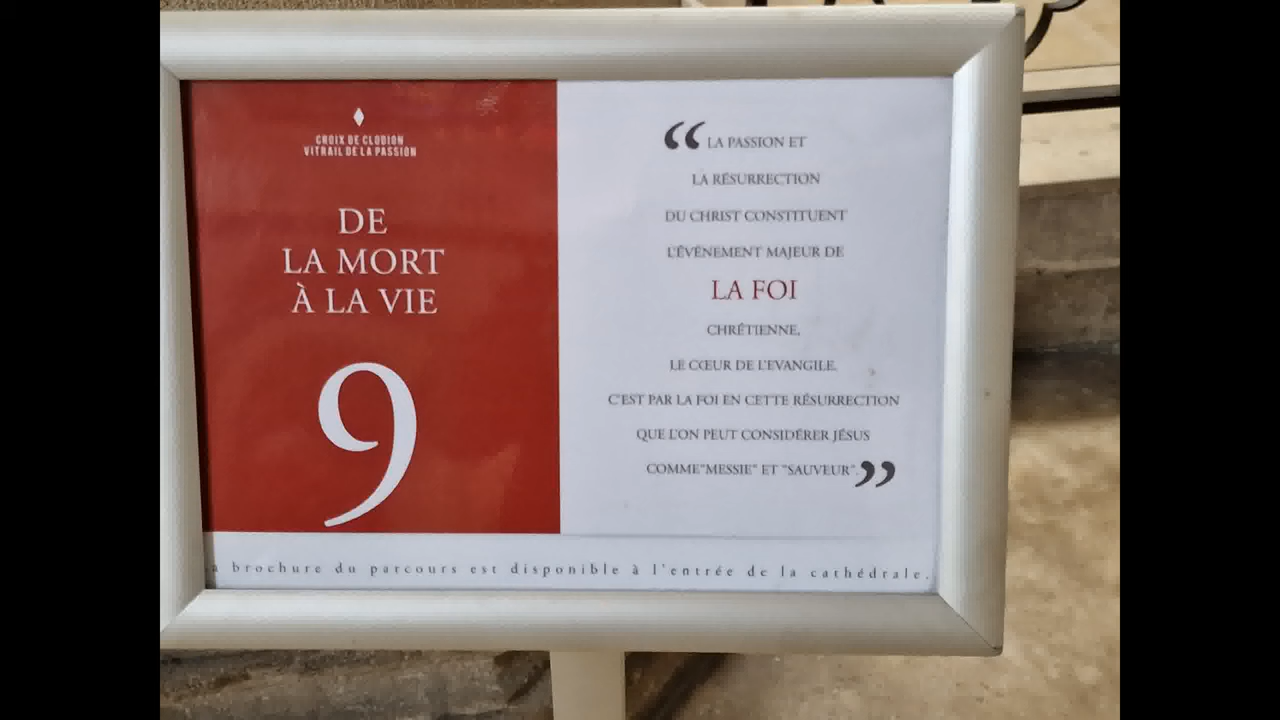 CROIX DE CLODION
VITRAIL DE LA PASSION
DE
LA MORT
À LA VIE
9
“ LA PASSION ET
LA RÉSURRECTION
DU CHRIST CONSTITUENT
L'ÉVÉNEMENT MAJEUR DE
LA FOI
CHRÉTIENNE,
LE CŒUR DE L'EVANGILE.
C'EST PAR LA FOI EN CETTE RÉSURRECTION
QUE L'ON PEUT CONSIDÉRER JÉSUS
COMME"MESSIE" ET "SAUVEUR".”
a brochure du parcours est disponible à l'entrée de la cathédrale.